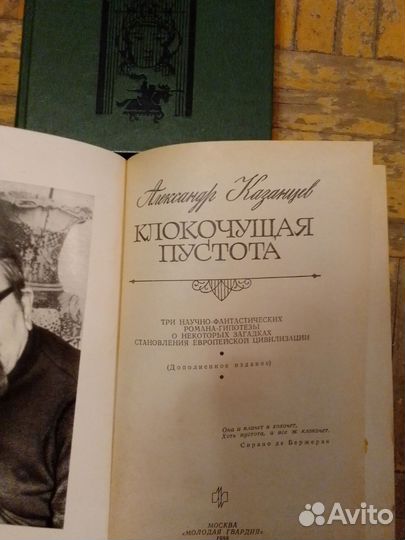 Александр Казанцев
КЛОКОЧУЩАЯ
ПУСТОТА
ТРИ НАУЧНО-ФАНТАСТИЧЕСКИХ
РОМАНА-ГИПОТЕЗЫ
О НЕКОТОРЫХ ЗАГАДКАХ
СТАНОВЛЕНИЯ ЕВРОПЕЙСКОЙ ЦИВИЛИЗАЦИИ
(Дополненное издание)
Она и плачет и хохочет,
Хоть пустота, а все ж клокочет.
Сирано де Бержерак
МОСКВА
«МОЛОДАЯ ГВАРДИЯ»
1988
Avito